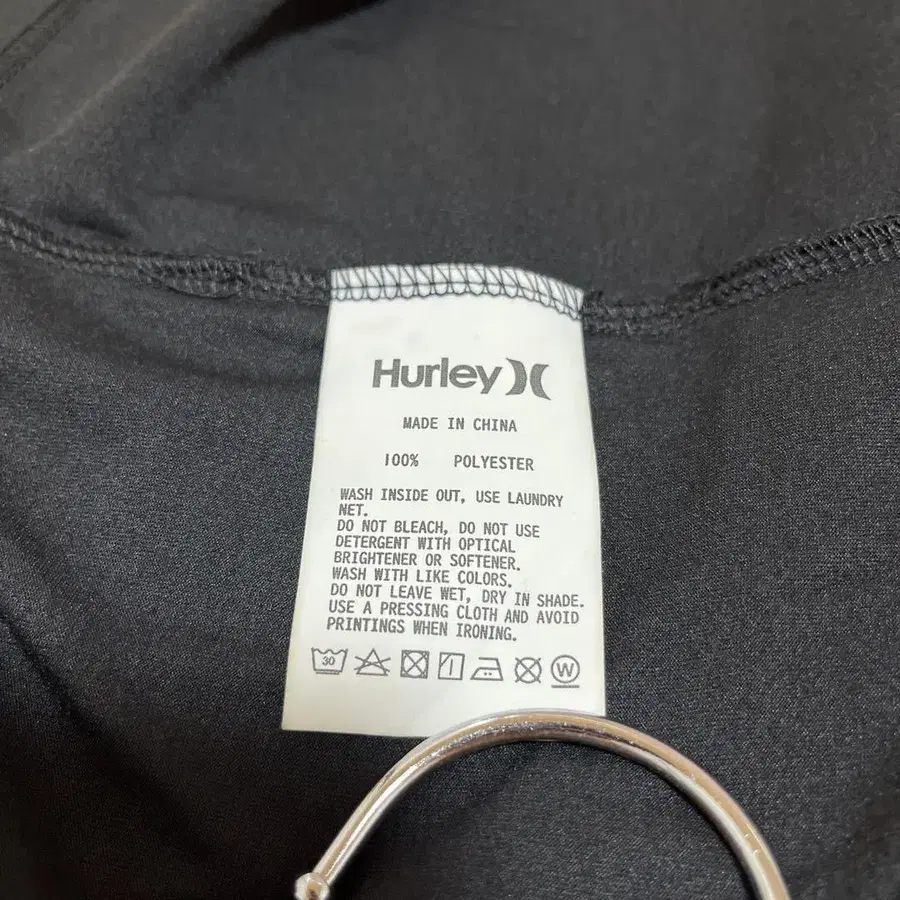 Hurley
MADE IN CHINA
100% POLYESTER
WASH INSIDE OUT, USE LAUNDRY
NET.
DO NOT BLEACH, DO NOT USE
DETERGENT WITH OPTICAL
BRIGHTENER OR SOFTENER.
WASH WITH LIKE COLORS.
DO NOT LEAVE WET, DRY IN SHADE.
USE A PRESSING CLOTH AND AVOID
PRINTINGS WHEN IRONING.
30 W